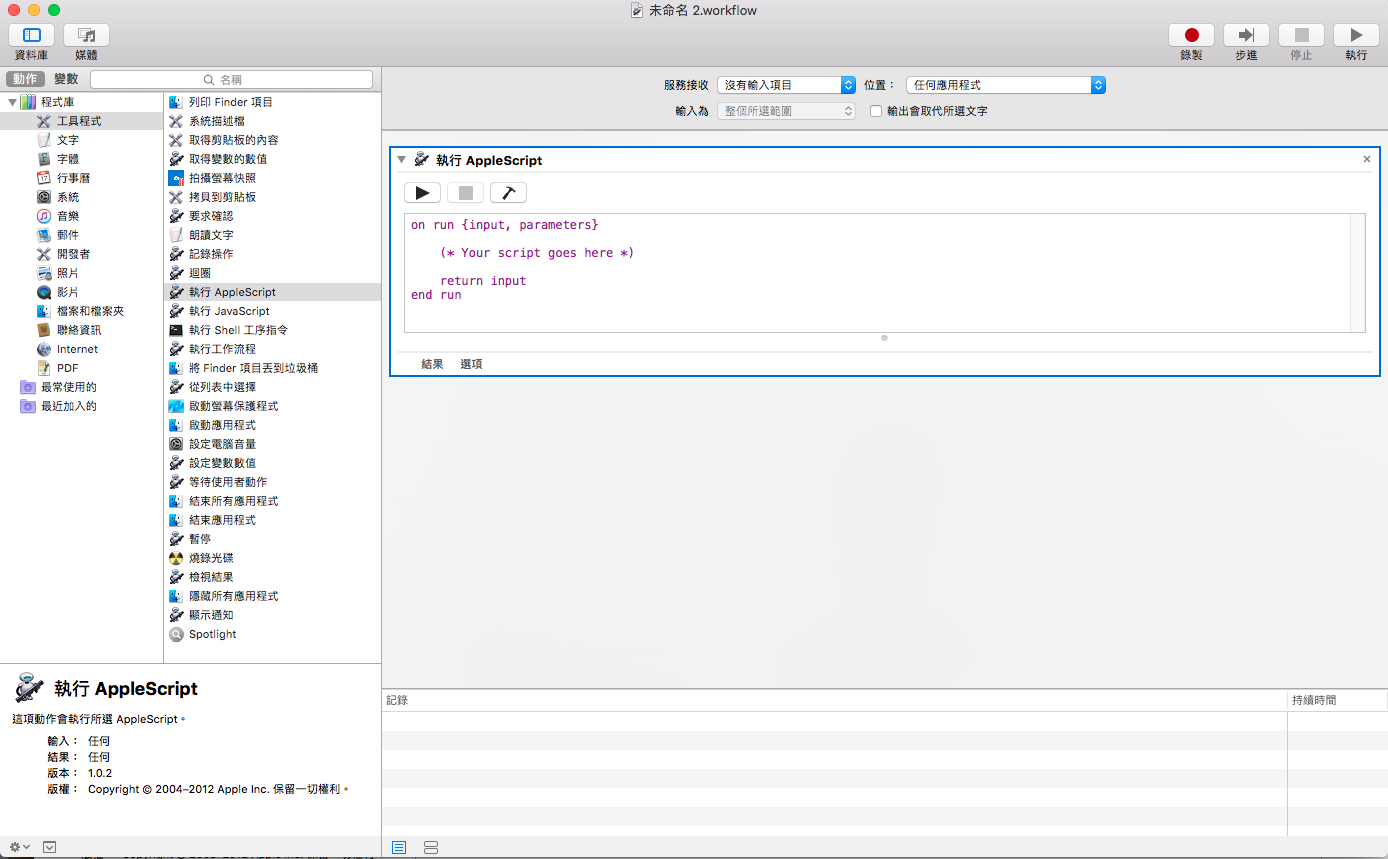 未命名 2.workflow
資料庫
媒體
錄製
步進
停止
執行
動作
變數
名稱
服務接收
沒有輸入項目
位置：
任何應用程式
輸入為
整個所選範圍
輸出會取代所選文字
程式庫
工具程式
文字
字體
行事曆
系統
音樂
郵件
開發者
照片
影片
檔案和檔案夾
聯絡資訊
Internet
PDF
最常使用的
最近加入的
列印 Finder 項目
系統描述檔
取得剪貼板的內容
取得變數的數值
拍攝螢幕快照
拷貝到剪貼板
要求確認
朗讀文字
記錄操作
迴圈
執行 AppleScript
執行 JavaScript
執行 Shell 工序指令
執行工作流程
將 Finder 項目丟到垃圾桶
從列表中選擇
啟動螢幕保護程式
啟動應用程式
設定電腦音量
設定變數數值
等待使用者動作
結束所有應用程式
結束應用程式
暫停
燒錄光碟
檢視結果
隱藏所有應用程式
顯示通知
Spotlight
執行 AppleScript
on run {input, parameters}
(* Your script goes here *)
return input
end run
結果
選項
執行 AppleScript
這項動作會執行所選 AppleScript。
輸入： 任何
結果： 任何
版本： 1.0.2
版權： Copyright © 2004–2012 Apple Inc. 保留一切權利。
記錄
持續時間